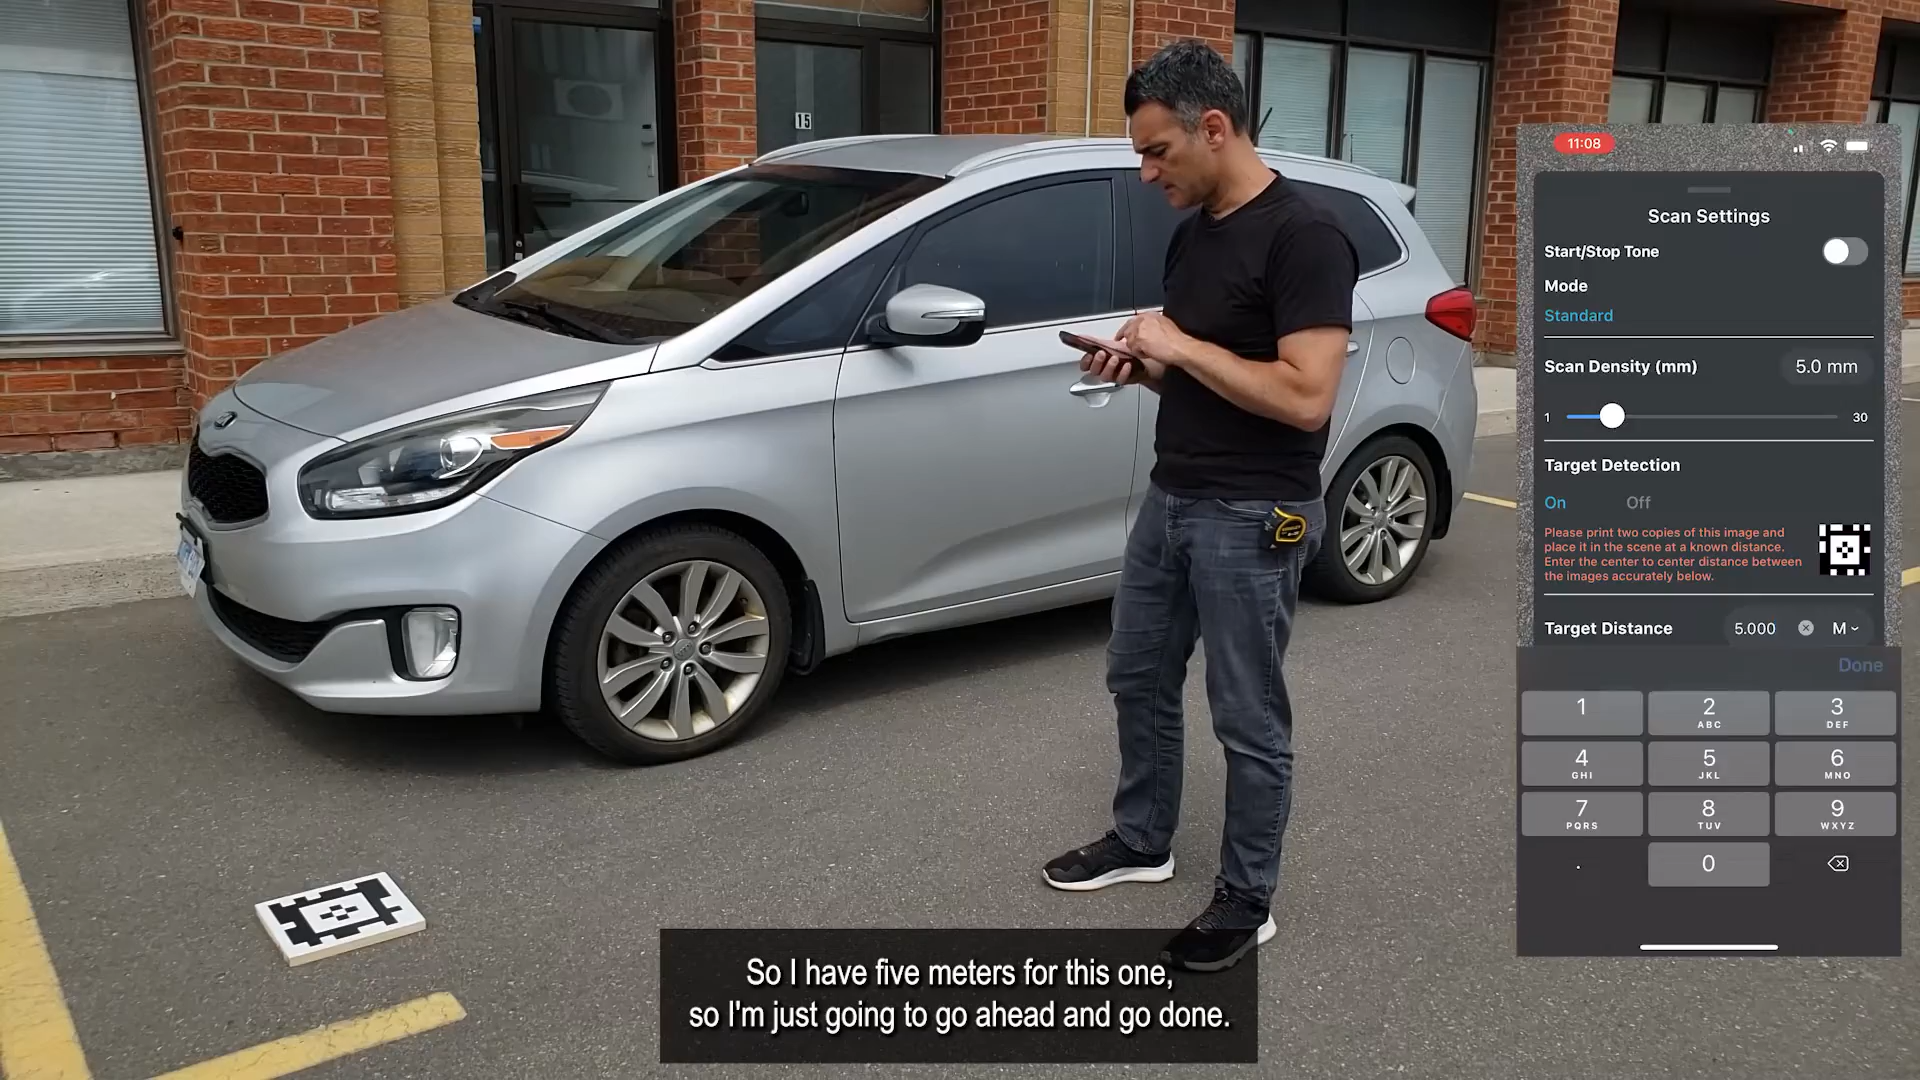 15
11:08
Scan Settings
Start/Stop Tone
Mode
Standard
Scan Density (mm) 5.0 mm
1 30
Target Detection
On Off
Please print two copies of this image and
place it in the scene at a known distance.
Enter the center to center distance between
the images accurately below.
Target Distance 5.000 M
Done
1 2 ABC 3 DEF
4 GHI 5 JKL 6 MNO
7 PQRS 8 TUV 9 WXYZ
. 0
So I have five meters for this one,
so I'm just going to go ahead and go done.